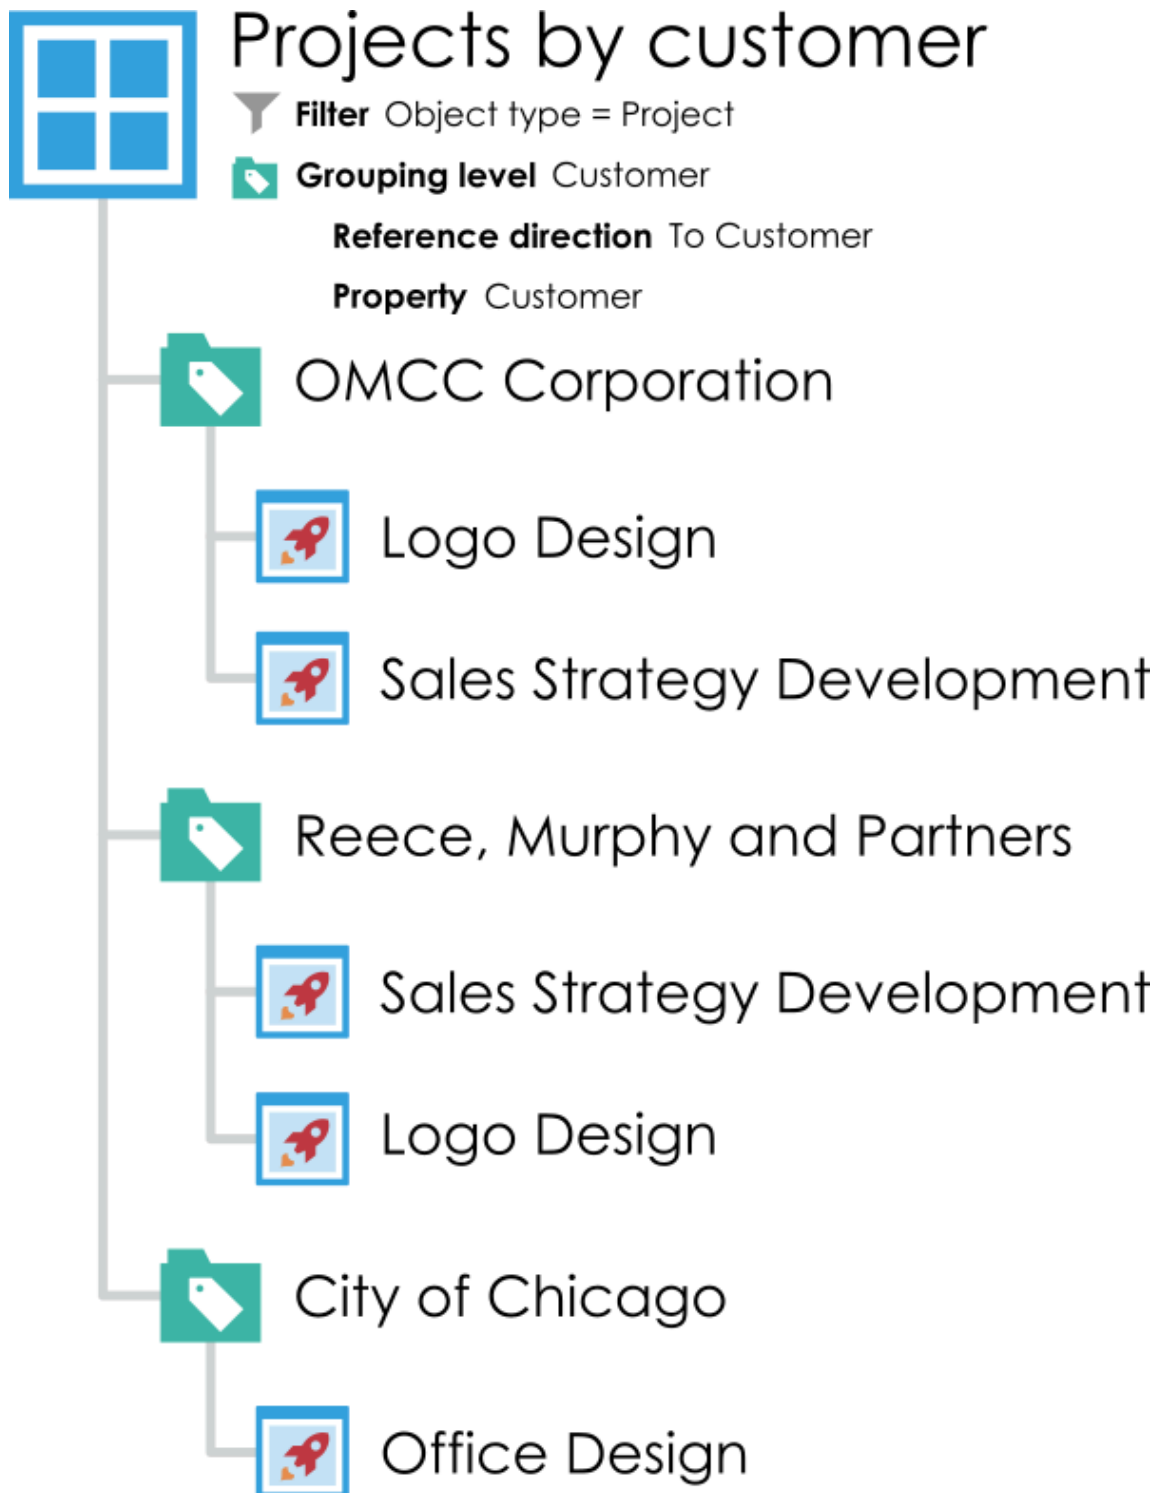 Projects by customer
Filter Object type = Project
Grouping level Customer
Reference direction To Customer
Property Customer
OMCC Corporation
Logo Design
Sales Strategy Development
Reece, Murphy and Partners
Sales Strategy Development
Logo Design
City of Chicago
Office Design